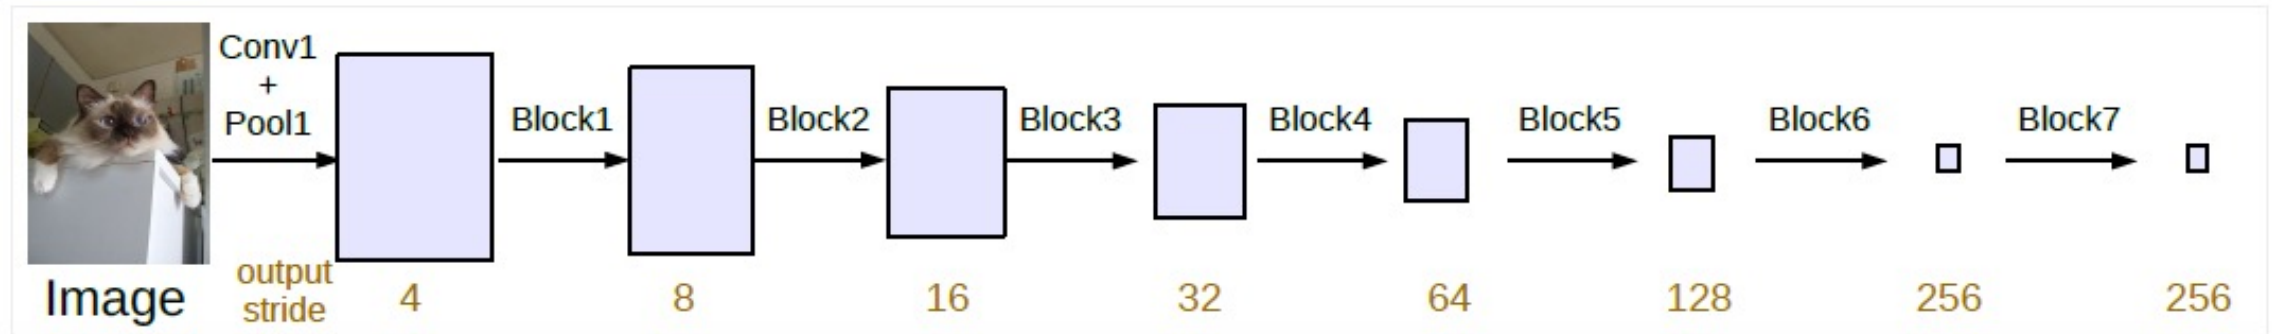 Conv1
+
Pool1
Block1
Block2
Block3
Block4
Block5
Block6
Block7
Image
output
stride
4
8
16
32
64
128
256
256